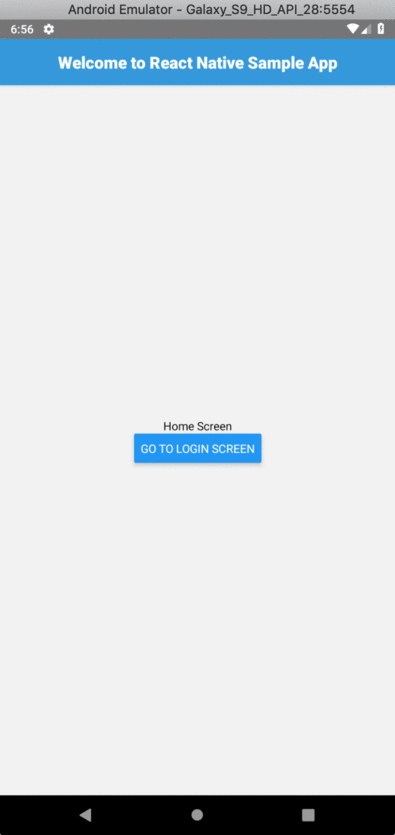 Android Emulator - Galaxy_S9_HD_API_28:5554
6:56
Welcome to React Native Sample App
Home Screen
GO TO LOGIN SCREEN